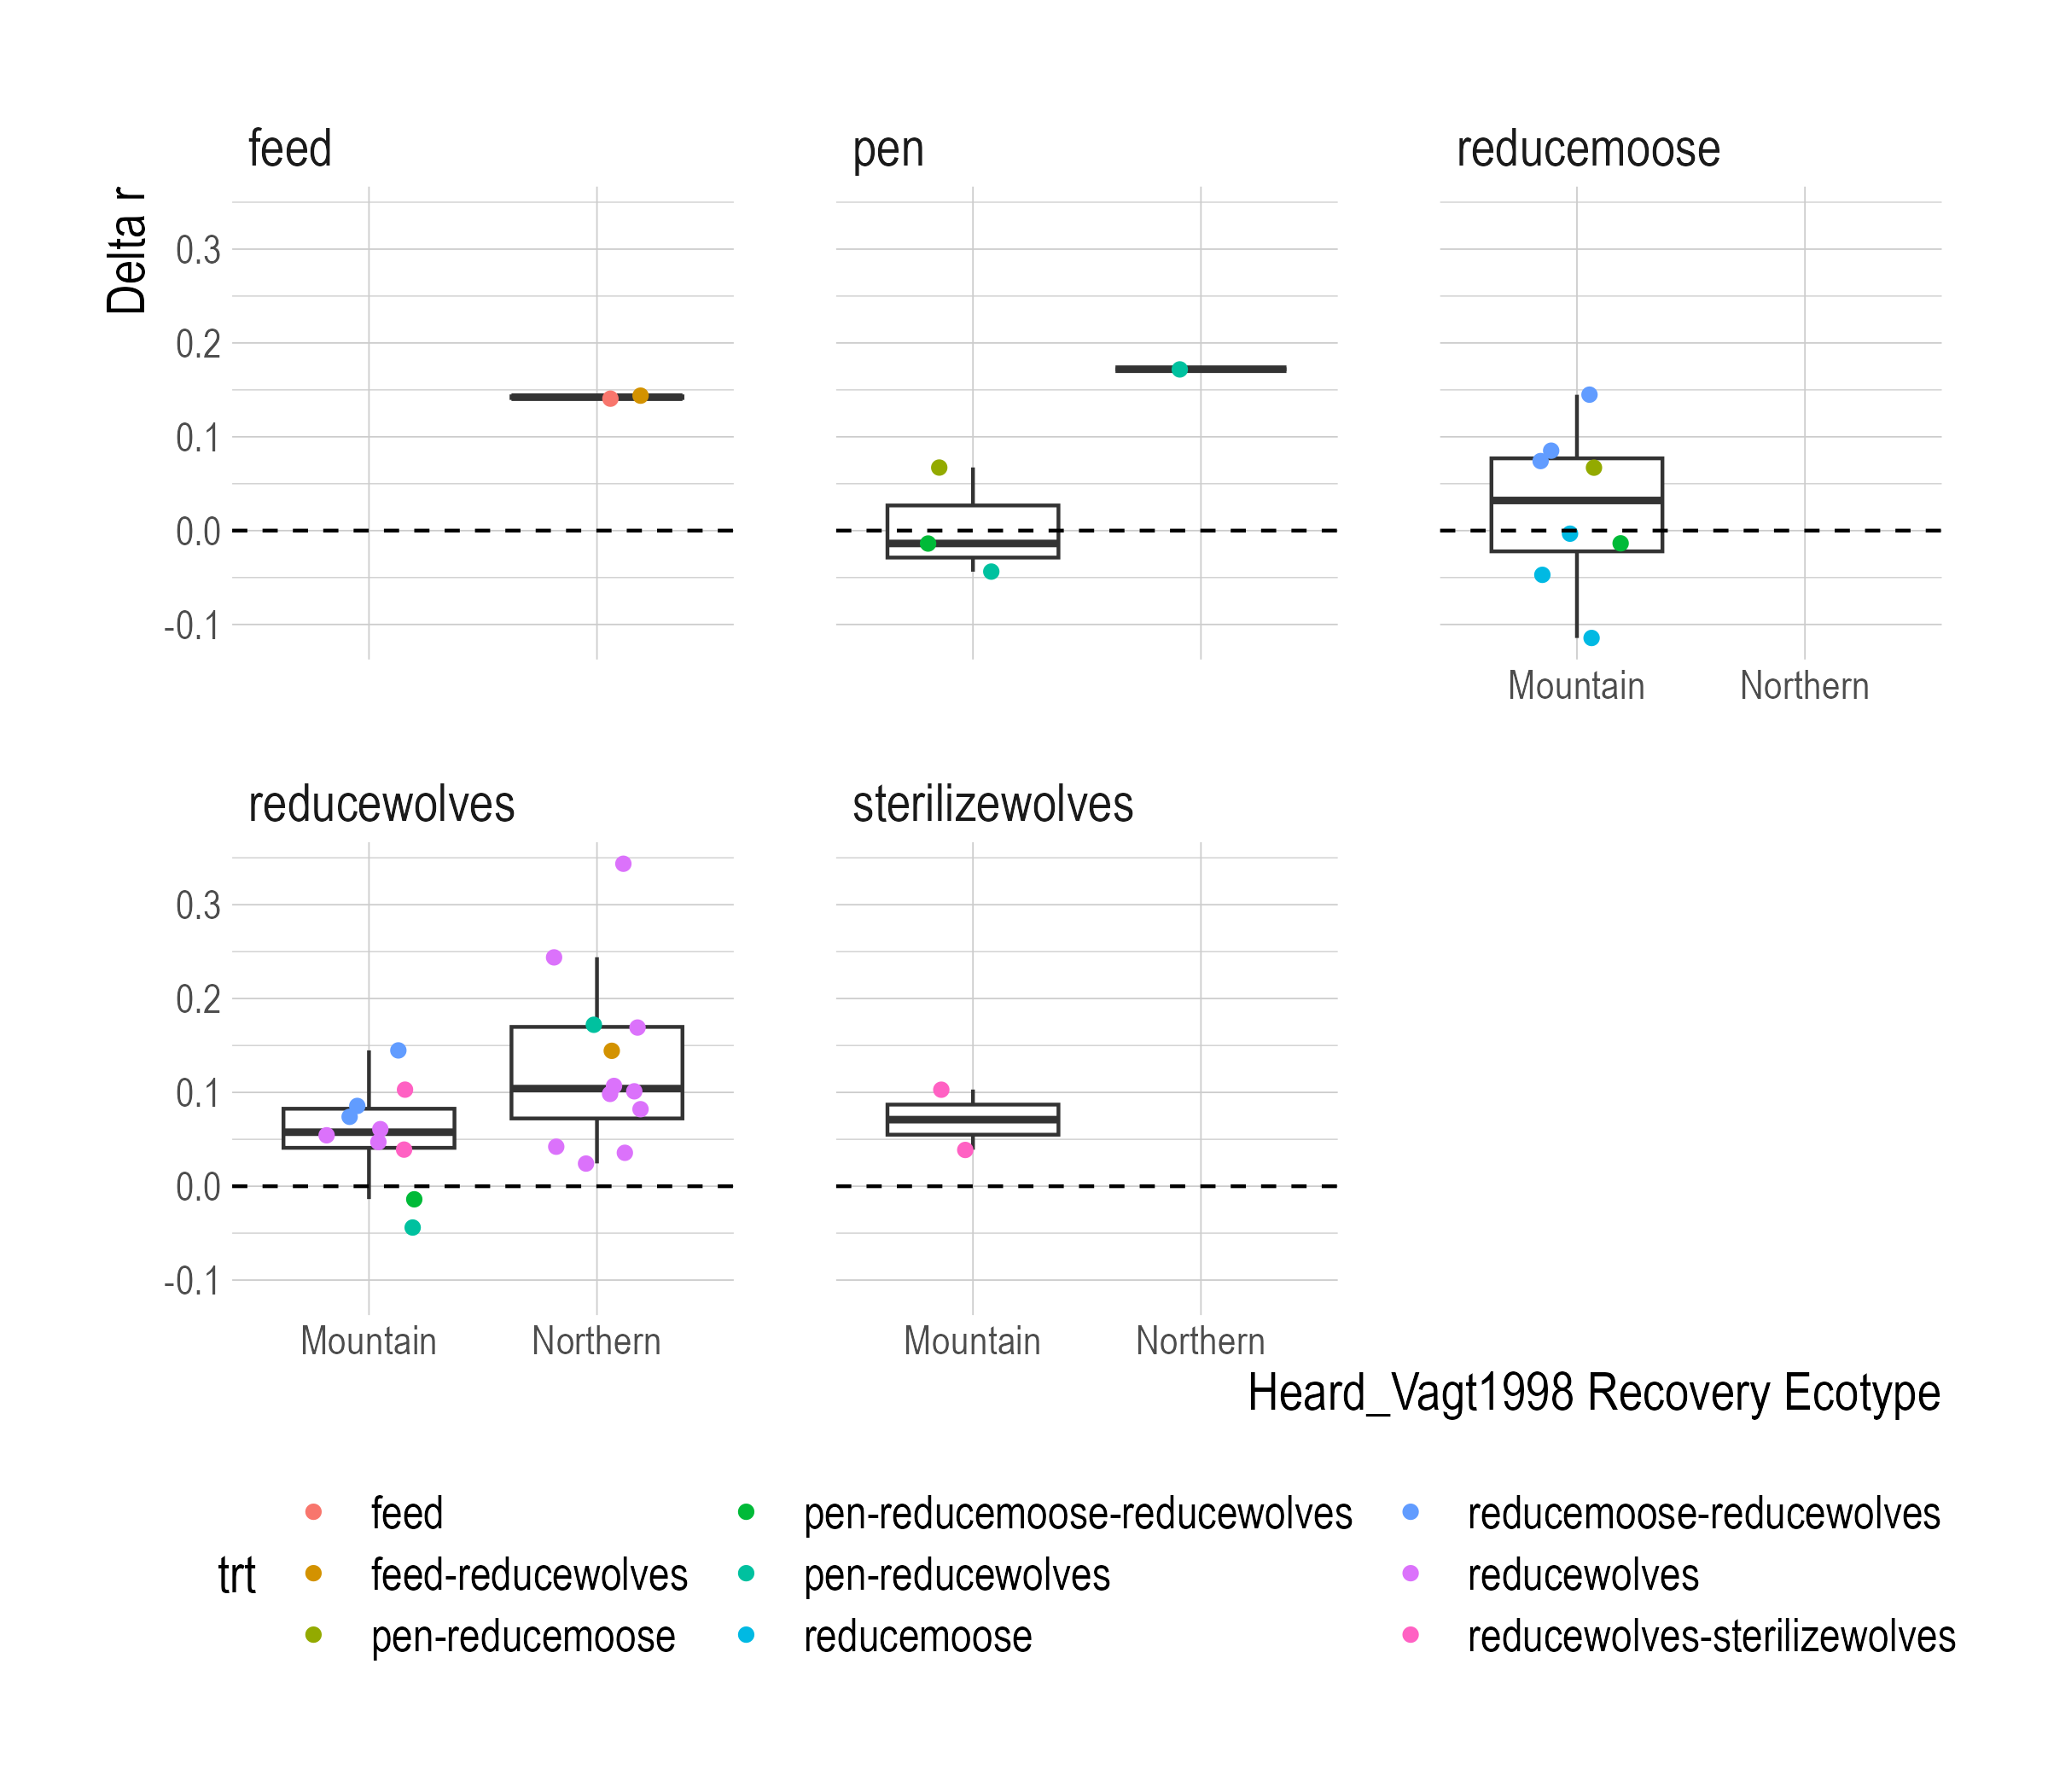 feed
pen
reducemoose
Delta r
0.3
0.2
0.1
0.0
-0.1
Mountain
Northern
reducewolves
sterilizewolves
0.3
0.2
0.1
0.0
-0.1
Mountain
Northern
Mountain
Northern
Heard_Vagt1998 Recovery Ecotype
trt
feed
feed-reducewolves
pen-reducemoose
pen-reducemoose-reducewolves
pen-reducewolves
reducemoose
reducemoose-reducewolves
reducewolves
reducewolves-sterilizewolves